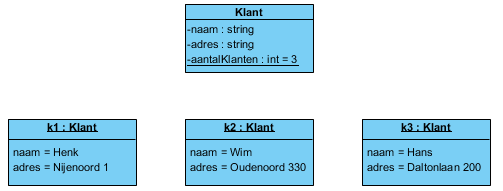 Klant
-naam : string
-adres : string
-aantalKlanten : int = 3
k1 : Klant
naam = Henk
adres = Nijenoord 1
k2 : Klant
naam = Wim
adres = Oudenoord 330
k3 : Klant
naam = Hans
adres = Daltonlaan 200